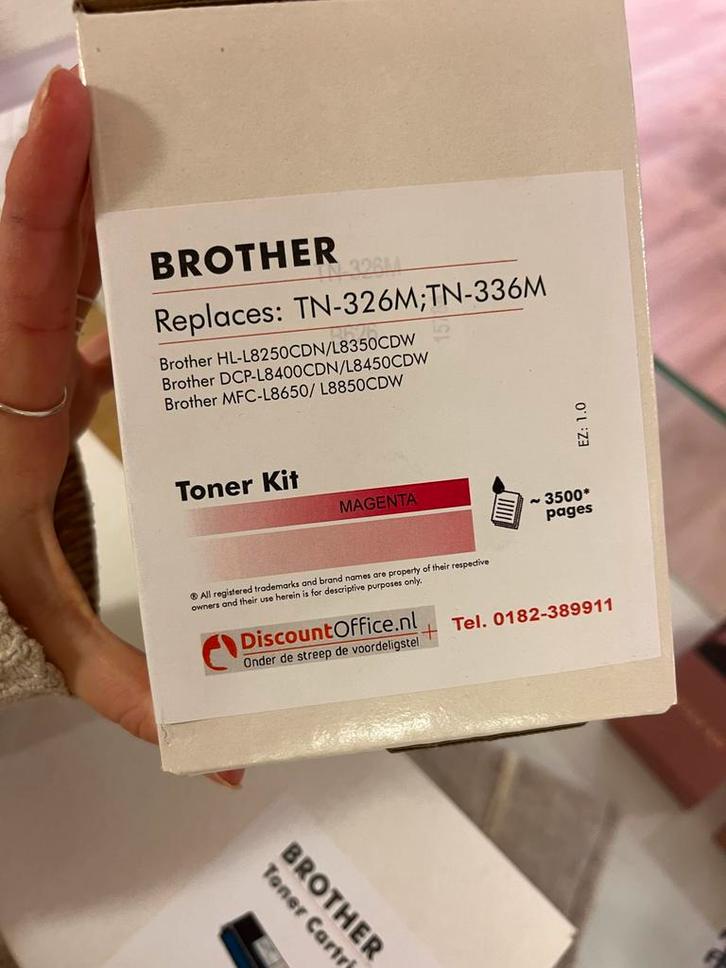 BROTHER
TN-326M
Replaces: TN-326M;TN-336M
Brother HL-L8250CDN/L8350CDW
Brother DCP-L8400CDN/L8450CDW
Brother MFC-L8650/ L8850CDW
EZ: 1.0
Toner Kit
MAGENTA
~ 3500*
pages
® All registered trademarks and brand names are property of their respective
owners and their use herein is for descriptive purposes only.
DiscountOffice.nl
Onder de streep de voordeligste!
Tel. 0182-389911
BROTHER
Toner Cartri